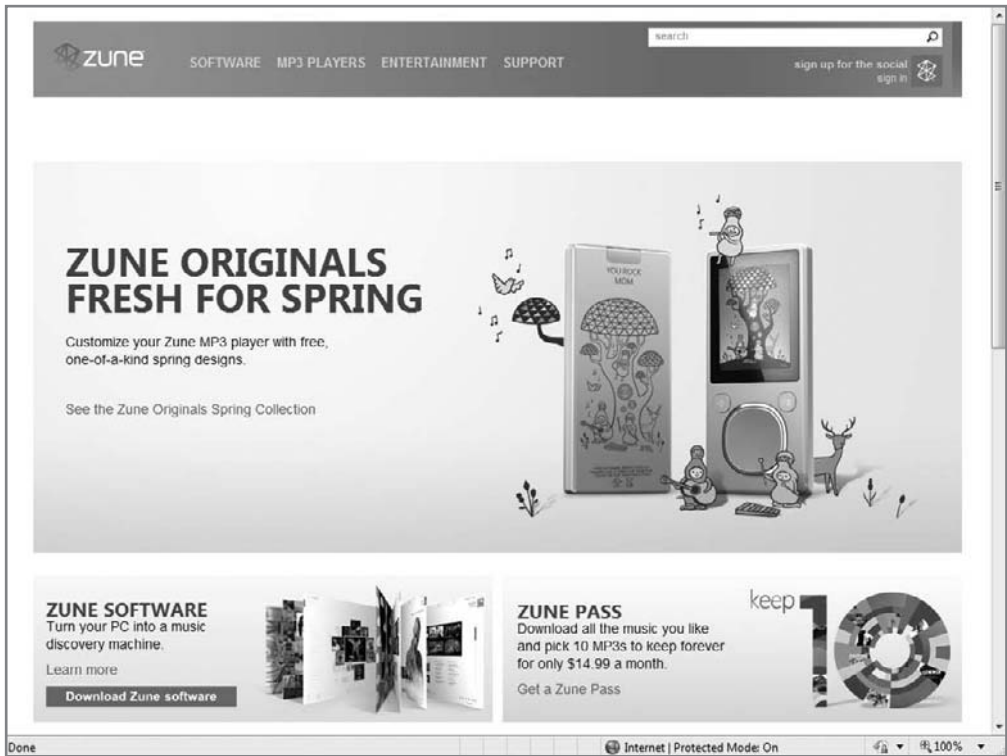 zune
SOFTWARE MP3 PLAYERS ENTERTAINMENT SUPPORT
search
sign up for the social
sign in
ZUNE ORIGINALS
FRESH FOR SPRING
Customize your Zune MP3 player with free,
one-of-a-kind spring designs.
See the Zune Originals Spring Collection
YOU ROCK
MOM
ZUNE SOFTWARE
Turn your PC into a music
discovery machine.
Learn more
Download Zune software
ZUNE PASS
Download all the music you like
and pick 10 MP3s to keep forever
for only $14.99 a month.
Get a Zune Pass
keep 10
Done
Internet | Protected Mode: On
100%